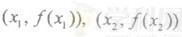 (x₁, f(x₁)), (x₂, f(x₂))